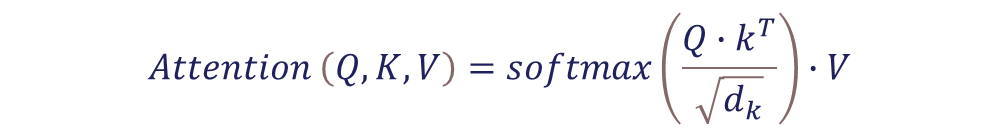 Attention (Q, K, V) = softmax(Q · k^T / √d_k) · V